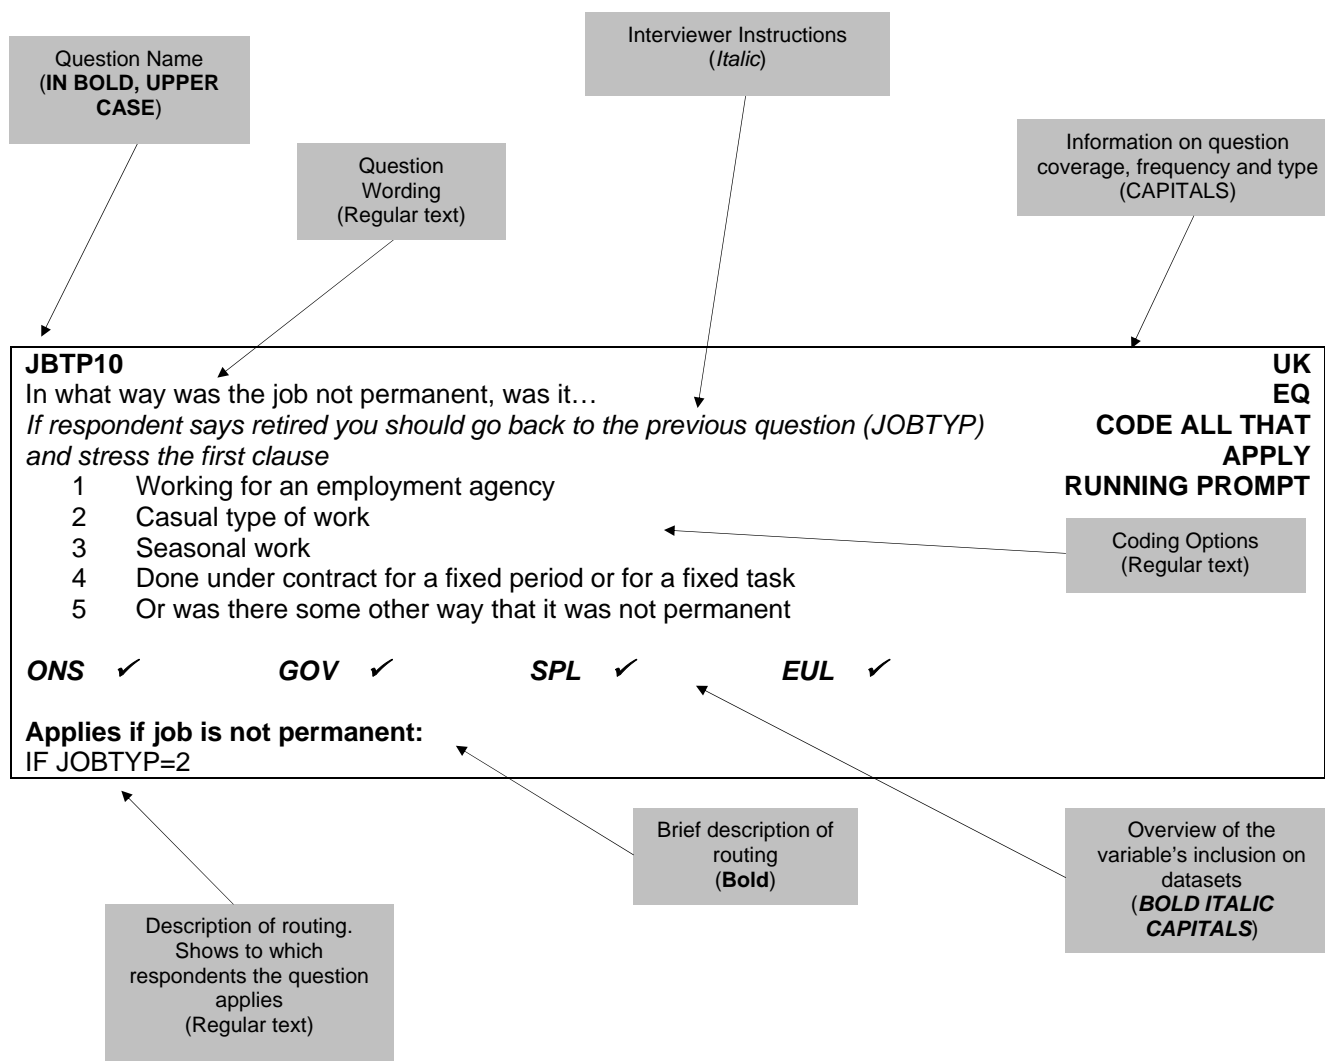 Interviewer Instructions
(Italic)
Question Name
(IN BOLD, UPPER
CASE)
Information on question
coverage, frequency and type
(CAPITALS)
Question
Wording
(Regular text)
JBTP10
UK
In what way was the job not permanent, was it…
EQ
If respondent says retired you should go back to the previous question (JOBTYP)
CODE ALL THAT
and stress the first clause
APPLY
1 Working for an employment agency
RUNNING PROMPT
2 Casual type of work
3 Seasonal work
4 Done under contract for a fixed period or for a fixed task
5 Or was there some other way that it was not permanent
Coding Options
(Regular text)
ONS ✓ GOV ✓ SPL ✓ EUL ✓
Applies if job is not permanent:
IF JOBTYP=2
Brief description of
routing
(Bold)
Overview of the
variable's inclusion on
datasets
(BOLD ITALIC
CAPITALS)
Description of routing.
Shows to which
respondents the question
applies
(Regular text)